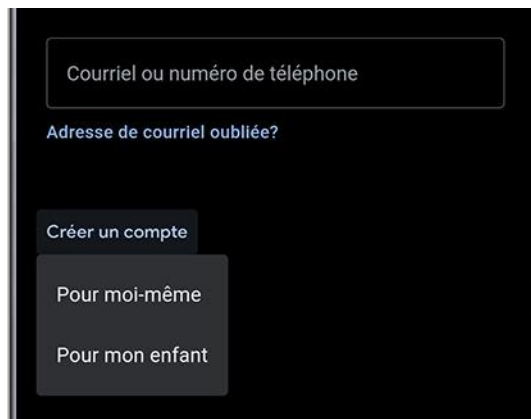 Courriel ou numéro de téléphone
Adresse de courriel oubliée?
Créer un compte
Pour moi-même
Pour mon enfant